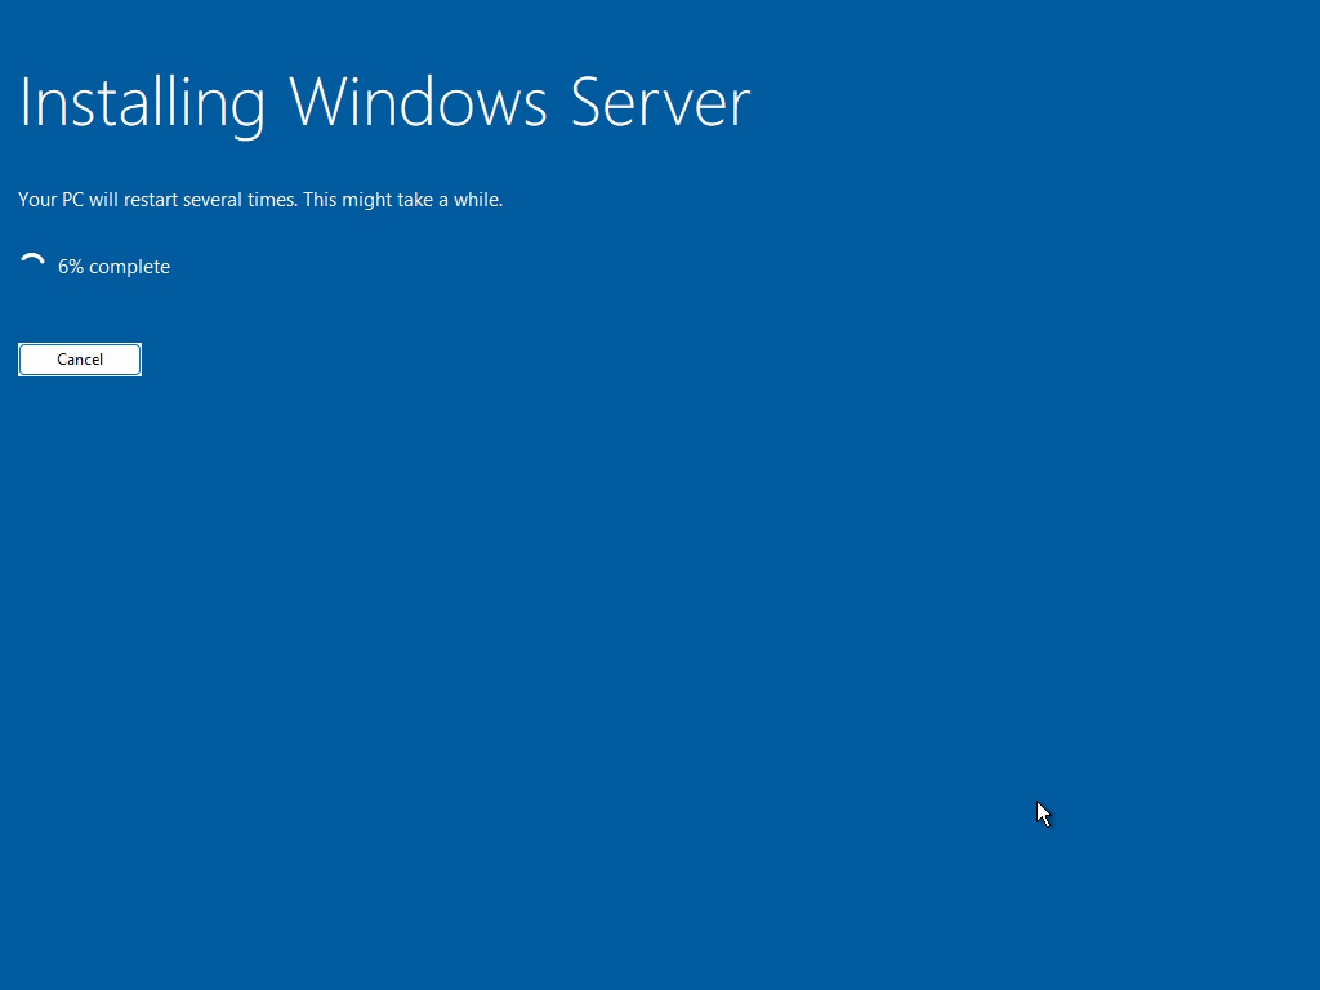 Installing Windows Server
Your PC will restart several times. This might take a while.
6% complete
Cancel